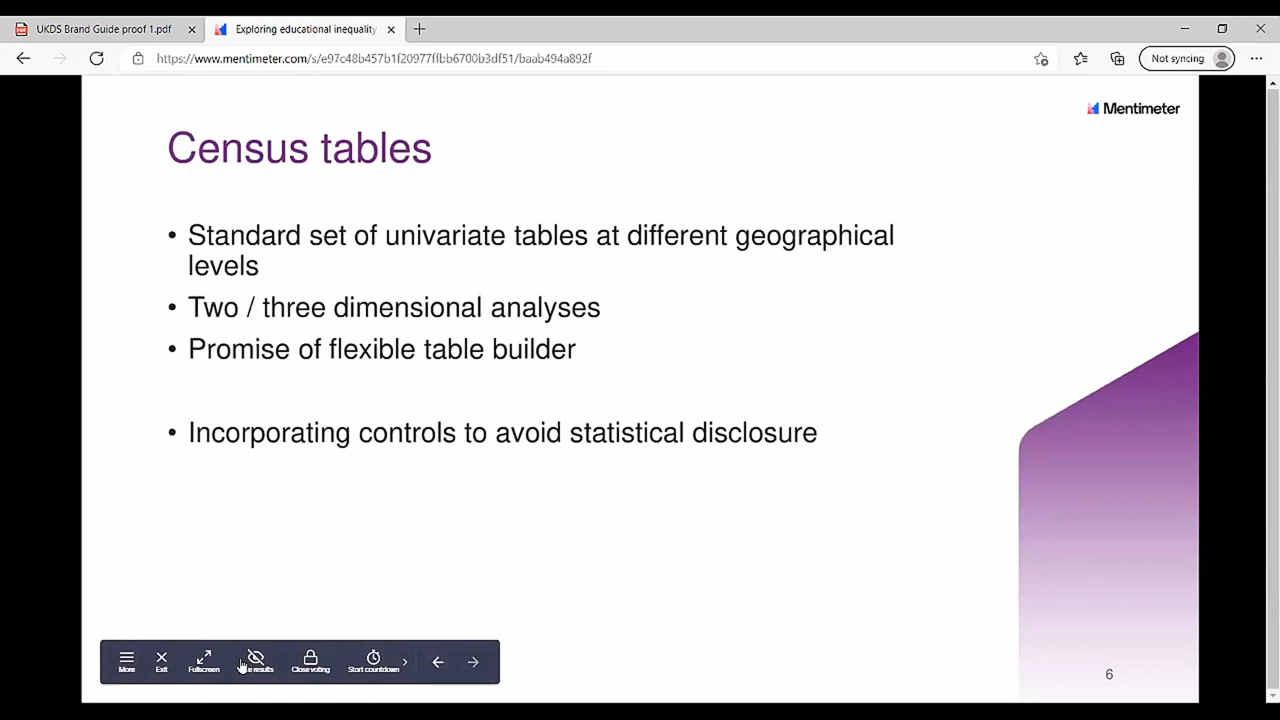 UKDS Brand Guide proof 1.pdf
Exploring educational inequality
https://www.mentimeter.com/s/e97c48b457b1f20977ffbb6700b3df51/baab494a892f
Not syncing
Mentimeter
Census tables
• Standard set of univariate tables at different geographical
levels
• Two / three dimensional analyses
• Promise of flexible table builder
• Incorporating controls to avoid statistical disclosure
More
Exit
Fullscreen
results
Close voting
Start countdown
6